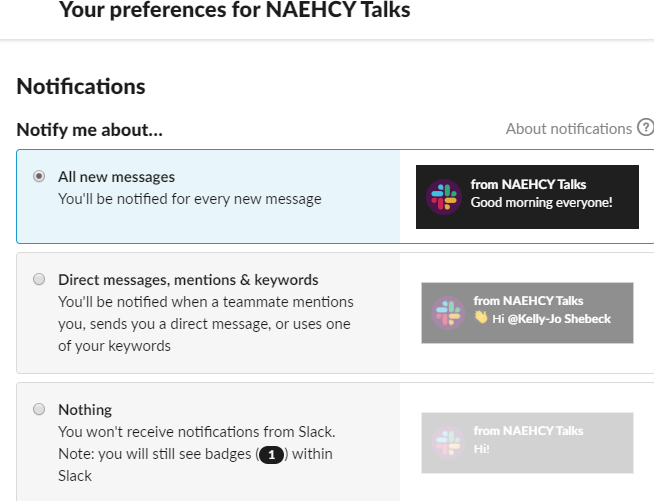 Your preferences for NAEHCY Talks
Notifications
Notify me about...
About notifications ?
All new messages
You'll be notified for every new message
from NAEHCY Talks
Good morning everyone!
Direct messages, mentions & keywords
You'll be notified when a teammate mentions
you, sends you a direct message, or uses one
of your keywords
from NAEHCY Talks
👋 Hi @Kelly-Jo Shebeck
Nothing
You won't receive notifications from Slack.
Note: you will still see badges (1) within
Slack
from NAEHCY Talks
Hi!